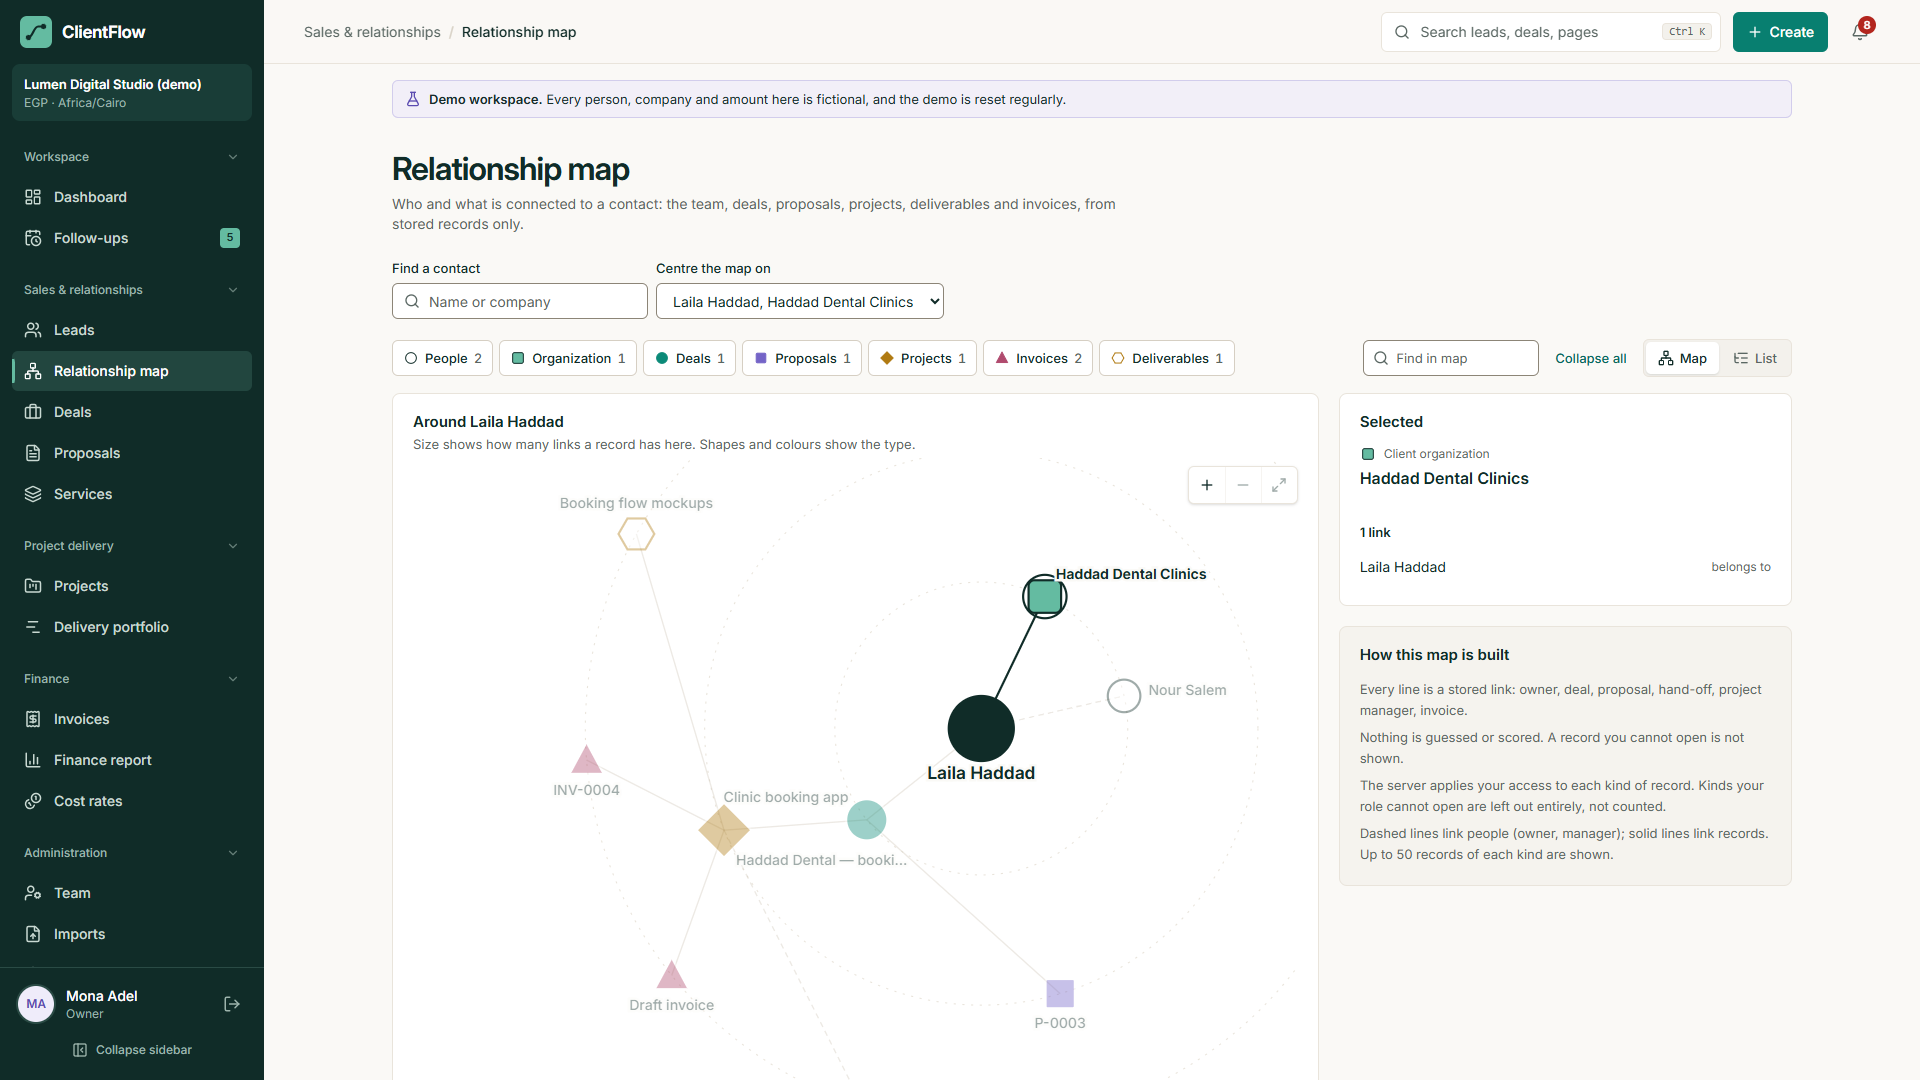 ClientFlow
Lumen Digital Studio (demo)
EGP · Africa/Cairo
Workspace
Dashboard
Follow-ups 5
Sales & relationships
Leads
Relationship map
Deals
Proposals
Services
Project delivery
Projects
Delivery portfolio
Finance
Invoices
Finance report
Cost rates
Administration
Team
Imports
MA
Mona Adel
Owner
Collapse sidebar
Sales & relationships / Relationship map
Search leads, deals, pages Ctrl K
+ Create
8
Demo workspace. Every person, company and amount here is fictional, and the demo is reset regularly.
Relationship map
Who and what is connected to a contact: the team, deals, proposals, projects, deliverables and invoices, from
stored records only.
Find a contact
Name or company
Centre the map on
Laila Haddad, Haddad Dental Clinics
People 2
Organization 1
Deals 1
Proposals 1
Projects 1
Invoices 2
Deliverables 1
Find in map
Collapse all
Map
List
Around Laila Haddad
Size shows how many links a record has here. Shapes and colours show the type.
Booking flow mockups
Haddad Dental Clinics
Nour Salem
Laila Haddad
INV-0004
Clinic booking app
Haddad Dental — booki...
Draft invoice
P-0003
Selected
Client organization
Haddad Dental Clinics
1 link
Laila Haddad belongs to
How this map is built
Every line is a stored link: owner, deal, proposal, hand-off, project
manager, invoice.
Nothing is guessed or scored. A record you cannot open is not
shown.
The server applies your access to each kind of record. Kinds your
role cannot open are left out entirely, not counted.
Dashed lines link people (owner, manager); solid lines link records.
Up to 50 records of each kind are shown.